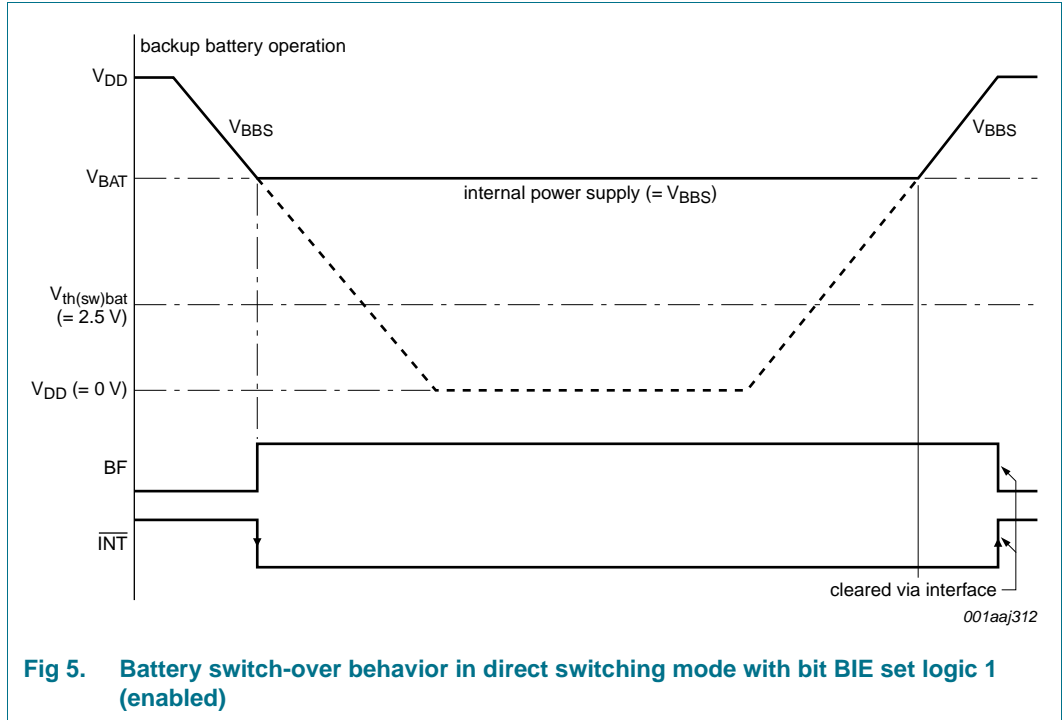 backup battery operation
VDD
VBBS
VBBS
VBAT
internal power supply (= VBBS)
Vth(sw)bat
(= 2.5 V)
VDD (= 0 V)
BF
INT
cleared via interface
001aaj312
Fig 5. Battery switch-over behavior in direct switching mode with bit BIE set logic 1
(enabled)